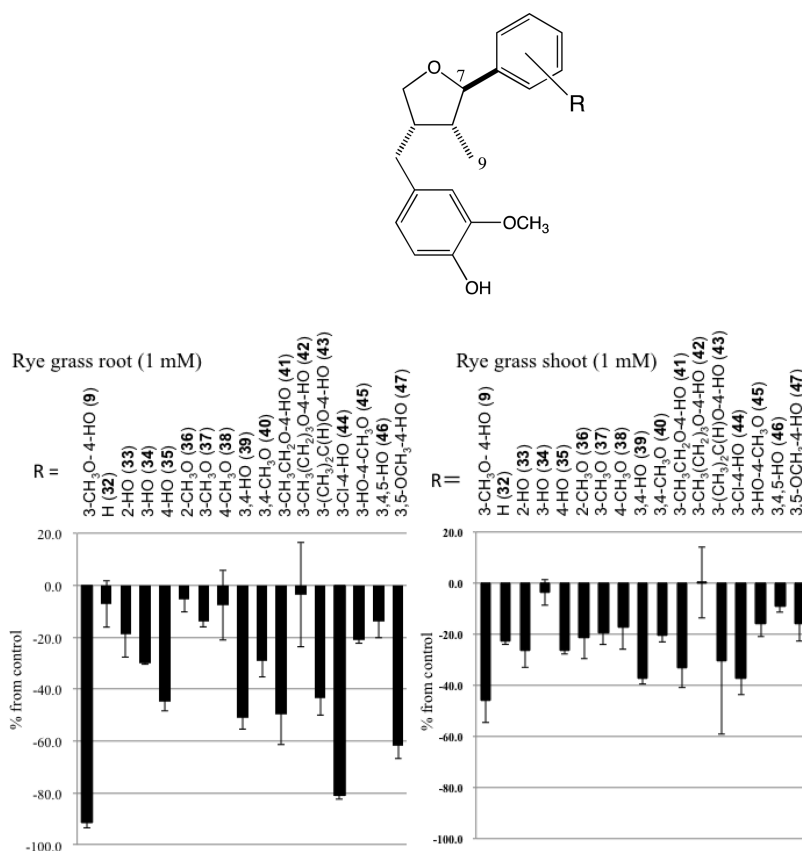 O
7
R
9
OCH₃
OH
Rye grass root (1 mM)
R =
3-CH₃O- 4-HO (9)
H (32)
2-HO (33)
3-HO (34)
4-HO (35)
2-CH₃O (36)
3-CH₃O (37)
4-CH₃O (38)
3,4-HO (39)
3,4-CH₃O (40)
3-CH₃CH₂O-4-HO (41)
3-CH₃(CH₂)₃O-4-HO (42)
3-(CH₃)₂C(H)O-4-HO (43)
3-Cl-4-HO (44)
3-HO-4-CH₃O (45)
3,4,5-HO (46)
3,5-OCH₃-4-HO (47)
% from control
20.0
0.0
-20.0
-40.0
-60.0
-80.0
-100.0
Rye grass shoot (1 mM)
R=
3-CH₃O- 4-HO (9)
H (32)
2-HO (33)
3-HO (34)
4-HO (35)
2-CH₃O (36)
3-CH₃O (37)
4-CH₃O (38)
3,4-HO (39)
3,4-CH₃O (40)
3-CH₃CH₂O-4-HO (41)
3-CH₃(CH₂)₃O-4-HO (42)
3-(CH₃)₂C(H)O-4-HO (43)
3-Cl-4-HO (44)
3-HO-4-CH₃O (45)
3,4,5-HO (46)
3,5-OCH₃-4-HO (47)
% from control
20.0
0.0
-20.0
-40.0
-60.0
-80.0
-100.0